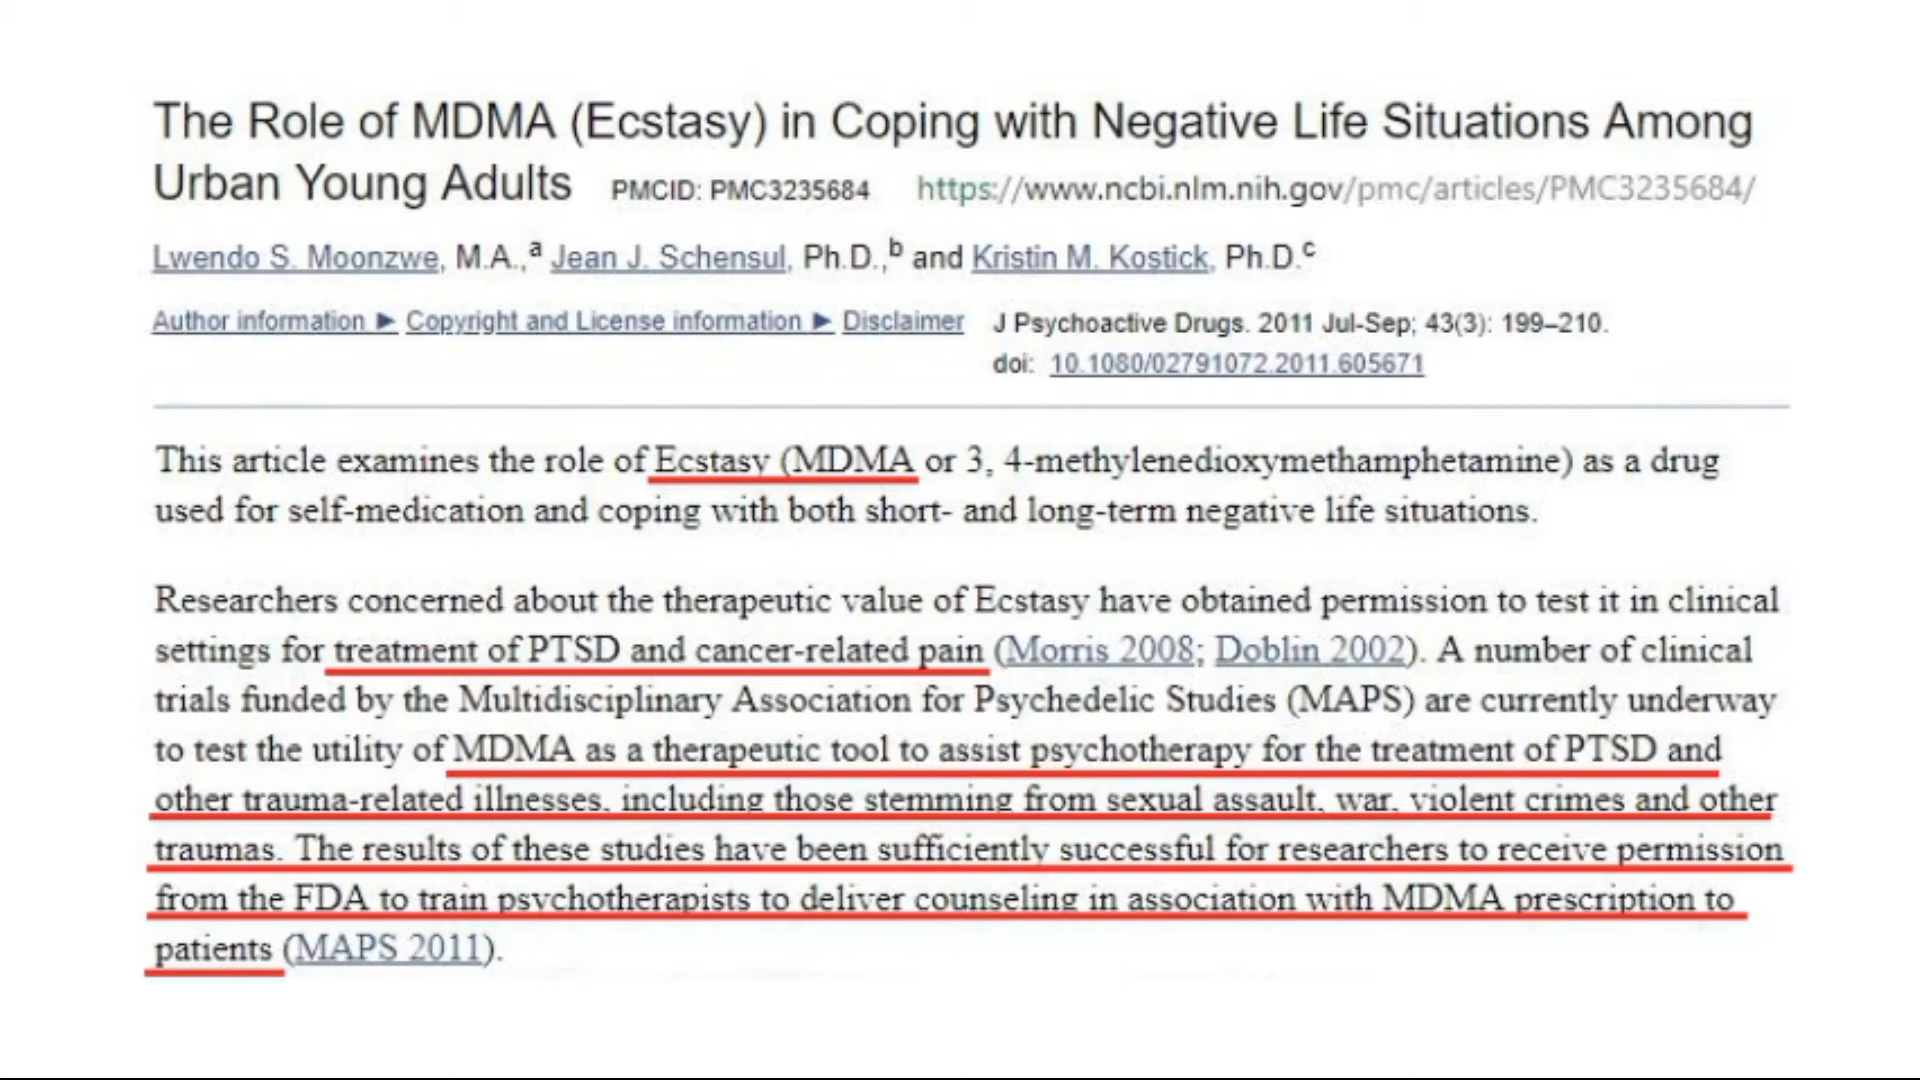 The Role of MDMA (Ecstasy) in Coping with Negative Life Situations Among
Urban Young Adults PMCID: PMC3235684 https://www.ncbi.nlm.nih.gov/pmc/articles/PMC3235684/
Lwendo S. Moonzwe, M.A.,a Jean J. Schensul, Ph.D.,b and Kristin M. Kostick, Ph.D.c
Author information ► Copyright and License information ► Disclaimer J Psychoactive Drugs. 2011 Jul-Sep; 43(3): 199–210.
doi: 10.1080/02791072.2011.605671
This article examines the role of Ecstasy (MDMA or 3, 4-methylenedioxymethamphetamine) as a drug
used for self-medication and coping with both short- and long-term negative life situations.
Researchers concerned about the therapeutic value of Ecstasy have obtained permission to test it in clinical
settings for treatment of PTSD and cancer-related pain (Morris 2008; Doblin 2002). A number of clinical
trials funded by the Multidisciplinary Association for Psychedelic Studies (MAPS) are currently underway
to test the utility of MDMA as a therapeutic tool to assist psychotherapy for the treatment of PTSD and
other trauma-related illnesses, including those stemming from sexual assault, war, violent crimes and other
traumas. The results of these studies have been sufficiently successful for researchers to receive permission
from the FDA to train psychotherapists to deliver counseling in association with MDMA prescription to
patients (MAPS 2011).